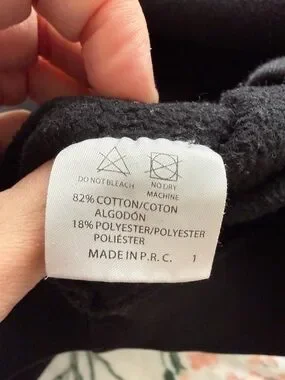 DO NOT BLEACH NO DRY
MACHINE
82% COTTON/COTON
ALGODÓN
18% POLYESTER/POLYESTER
POLIÉSTER
MADE IN P.R.C. 1